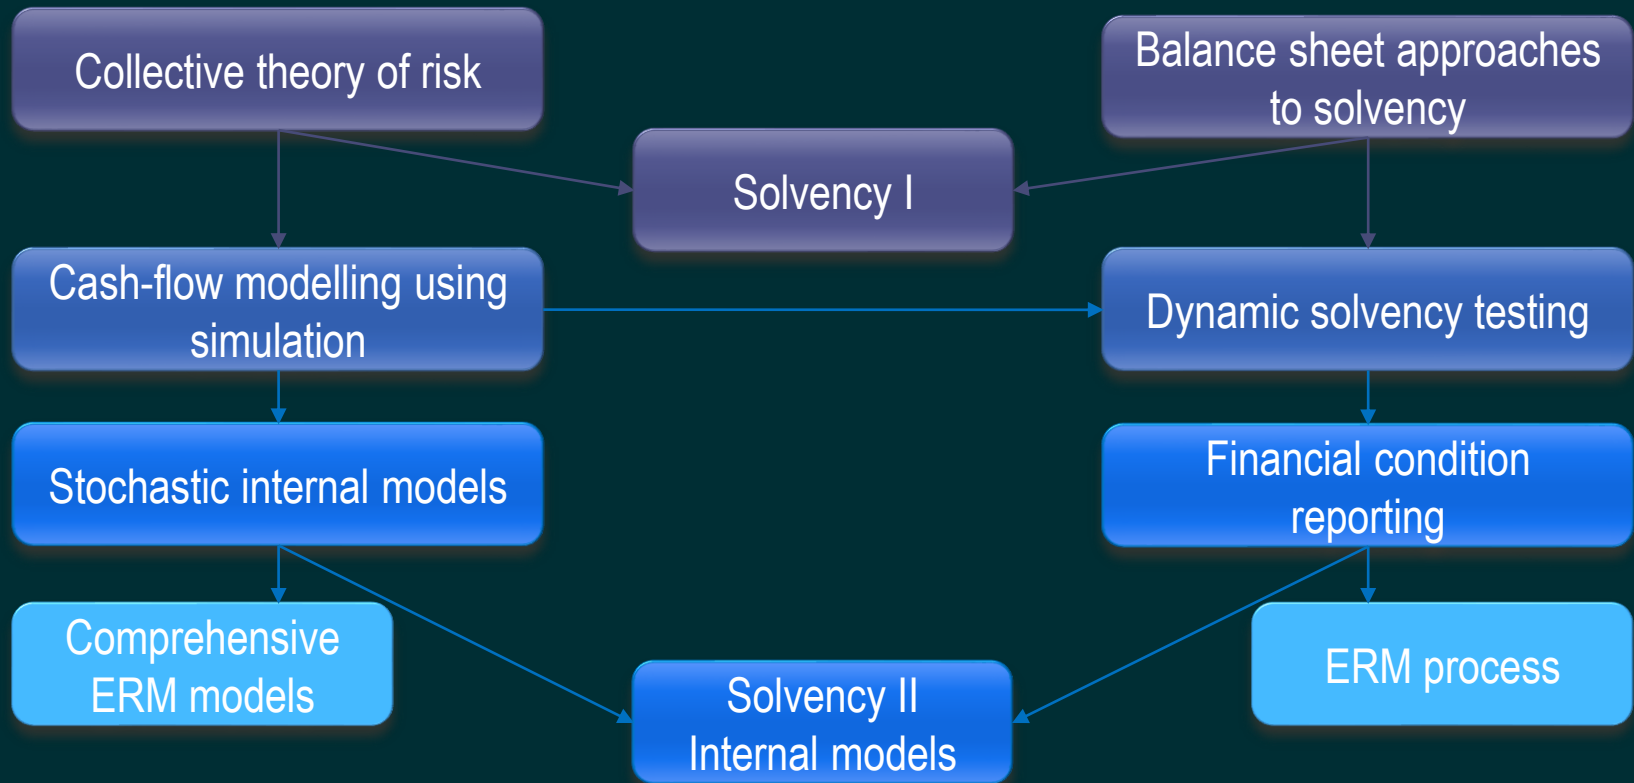 Collective theory of risk
Balance sheet approaches
to solvency
Solvency I
Cash-flow modelling using
simulation
Dynamic solvency testing
Stochastic internal models
Financial condition
reporting
Comprehensive
ERM models
Solvency II
Internal models
ERM process